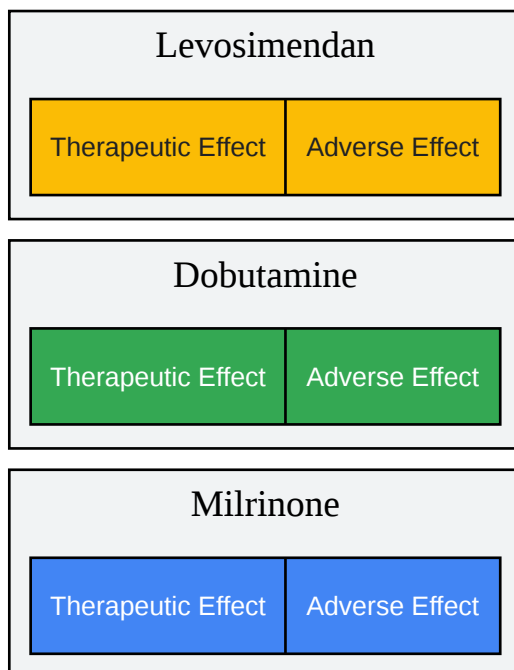 Levosimendan
Therapeutic Effect Adverse Effect
Dobutamine
Therapeutic Effect Adverse Effect
Milrinone
Therapeutic Effect Adverse Effect